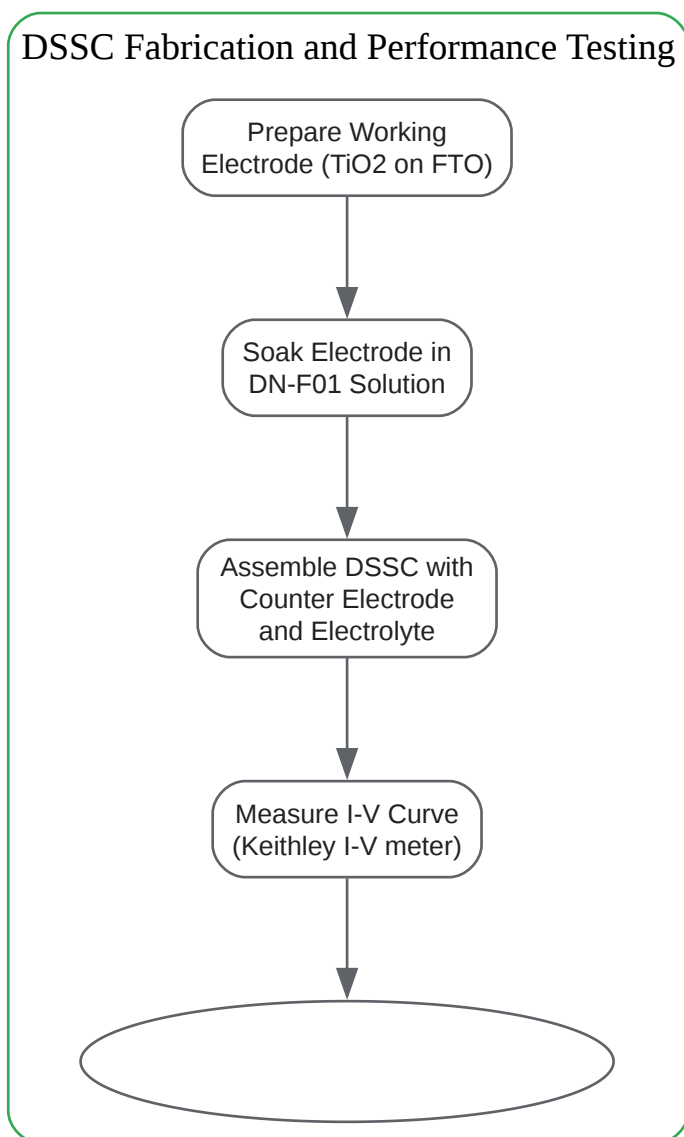 DSSC Fabrication and Performance Testing
Prepare Working
Electrode (TiO2 on FTO)
Soak Electrode in
DN-F01 Solution
Assemble DSSC with
Counter Electrode
and Electrolyte
Measure I-V Curve
(Keithley I-V meter)